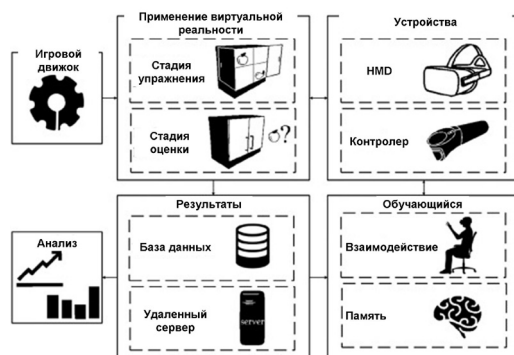 Применение виртуальной
реальности
Устройства
Игровой
движок
Стадия
упражнения
HMD
Стадия
оценки
?
Контролер
Результаты
Обучающийся
Анализ
База данных
Взаимодействие
Удаленный
сервер
server
Память